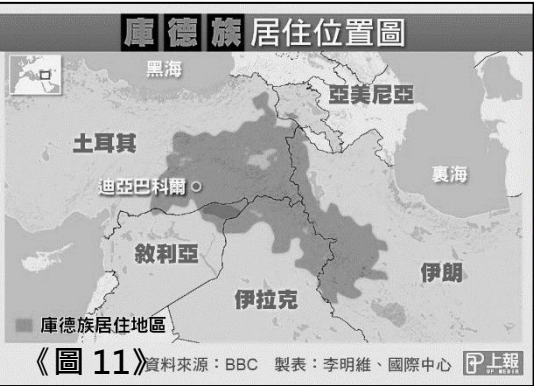 庫德族居住位置圖
黑海
亞美尼亞
土耳其
裏海
迪亞巴科爾
敘利亞
伊朗
伊拉克
庫德族居住地區
《圖 11》資料來源：BBC 製表：李明維、國際中心 上報
UP MEDIA